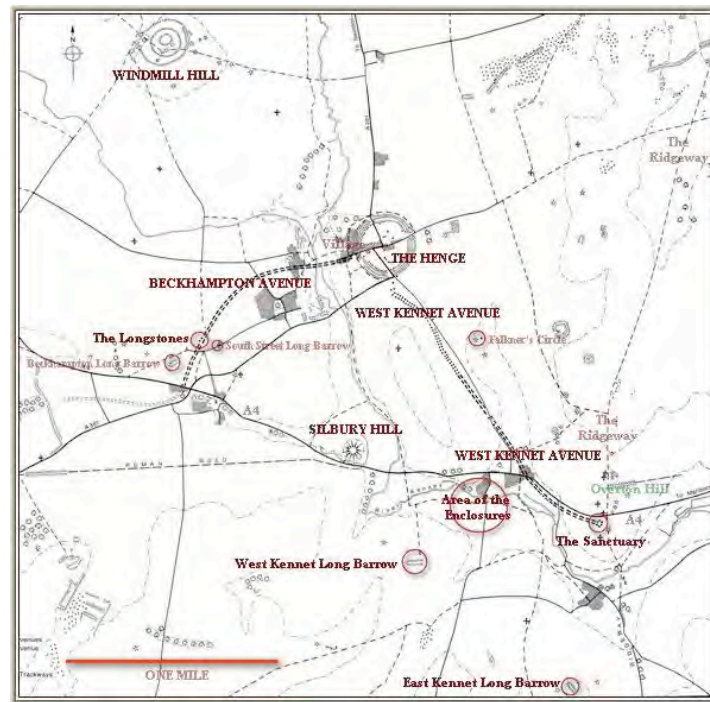 N
WINDMILL HILL
The
Ridgeway
Village
THE HENGE
BECKHAMPTON AVENUE
WEST KENNET AVENUE
The Longstones
South Street Long Barrow
Falkner's Circle
Beckhampton Long Barrow
A4
The
Ridgeway
SILBURY HILL
WEST KENNET AVENUE
ROMAN ROAD
Overton Hill
Area of the
Enclosures
A4
The Sanctuary
West Kennet Long Barrow
ONE MILE
Trackways
East Kennet Long Barrow